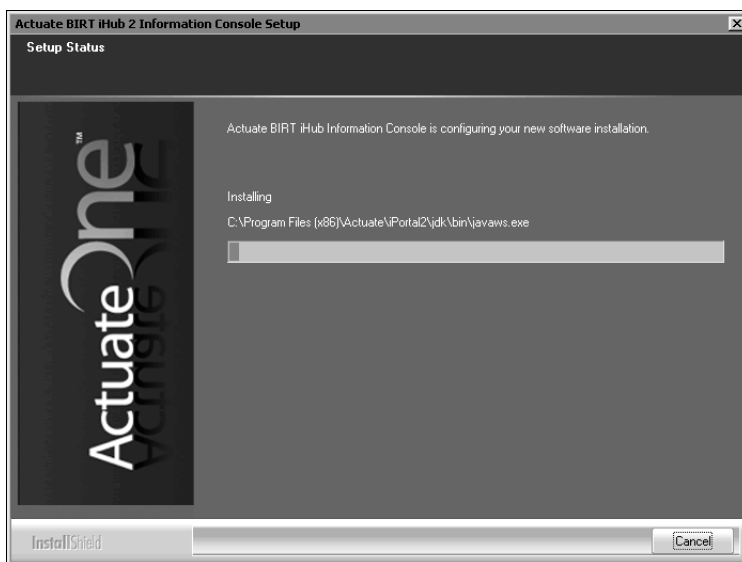 Actuate BIRT iHub 2 Information Console Setup
Setup Status
Actuate BIRT iHub Information Console is configuring your new software installation.
Installing
C:\Program Files (x86)\Actuate\iPortal2\jdk\bin\javaws.exe
ActuateOne™
InstallShield
Cancel